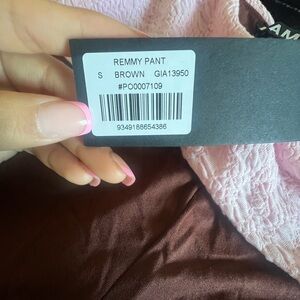 REMMY PANT
S BROWN GIA13950
#PO0007109
9349188654386